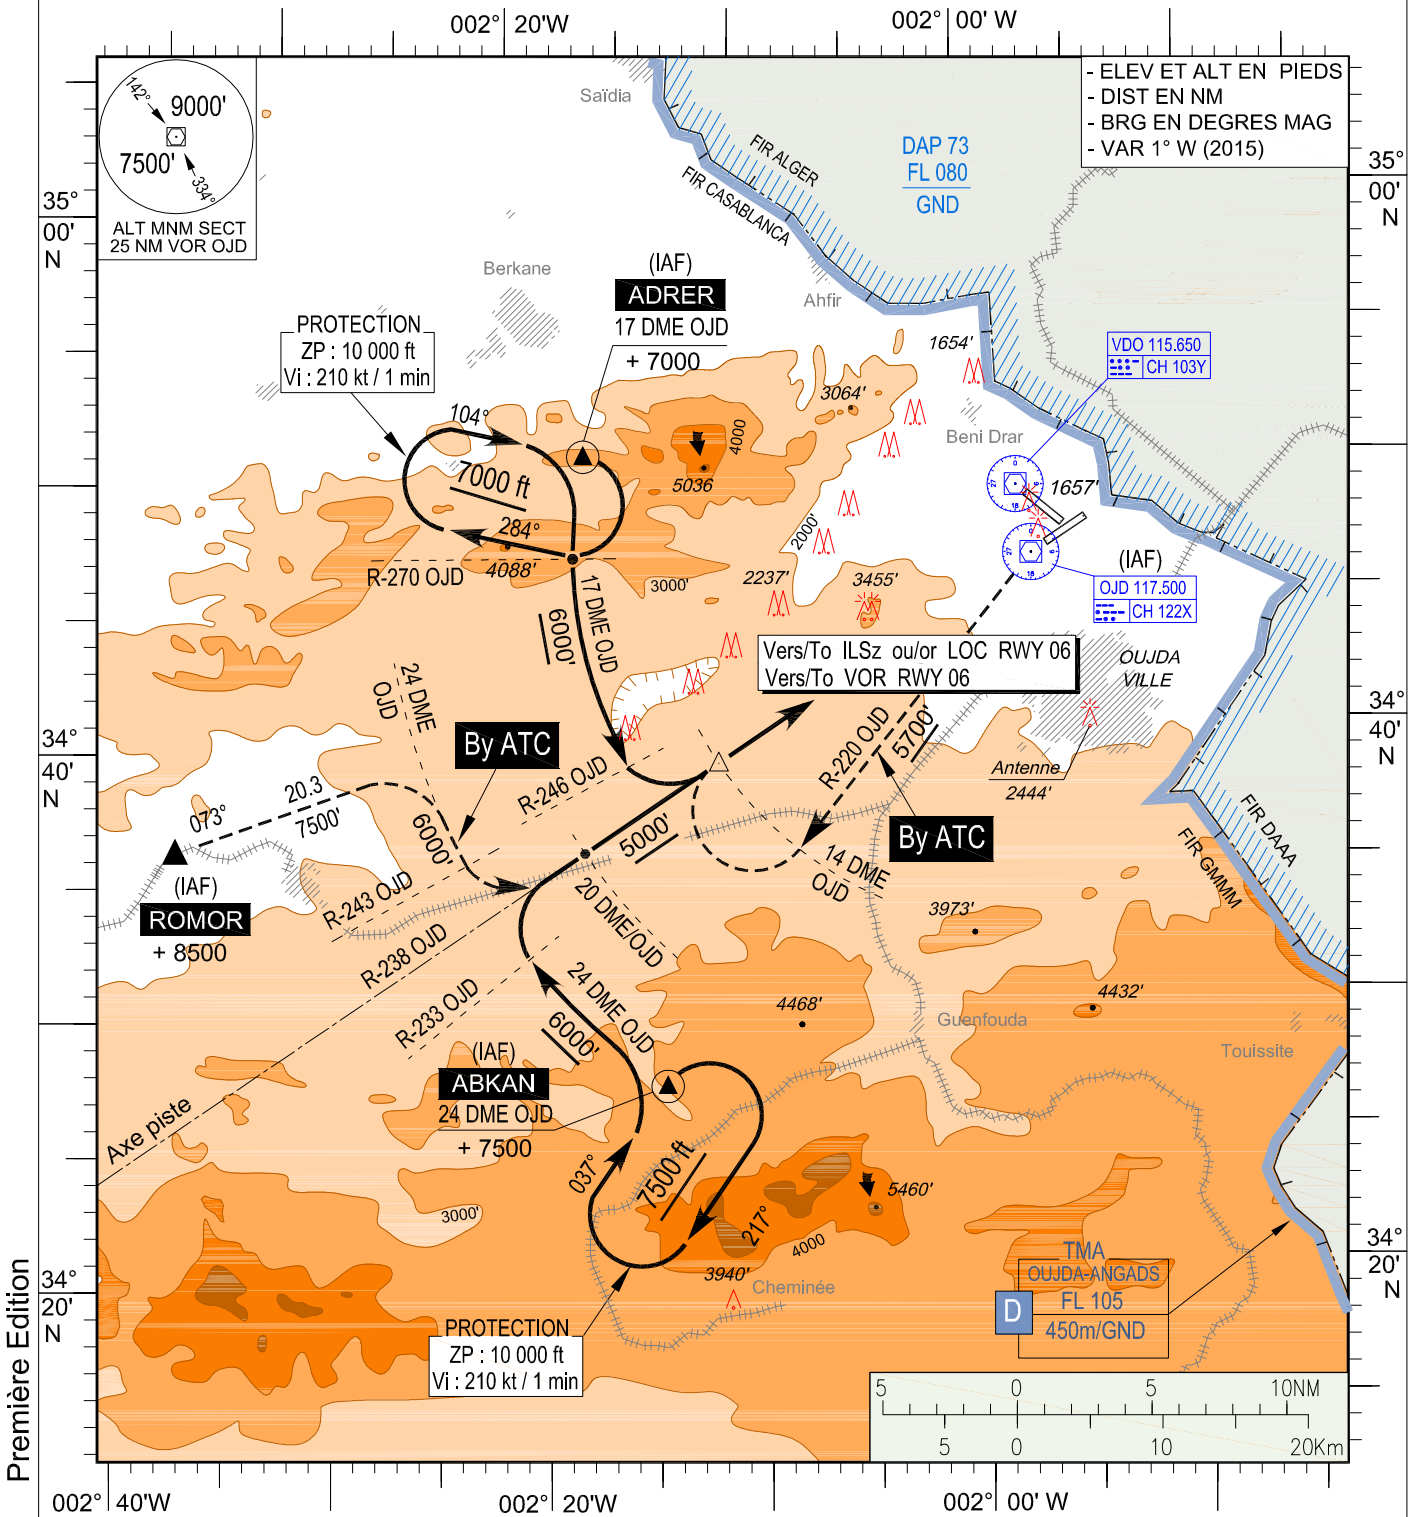 002° 20' W
002° 00' W
- ELEV ET ALT EN PIEDS
- DIST EN NM
- BRG EN DEGRES MAG
- VAR 1° W (2015)
142°
9000'
7500'
334°
ALT MNM SECT
25 NM VOR OJD
35°
00'
N
35°
00'
N
Saïdia
FIR ALGER
FIR CASABLANCA
DAP 73
FL 080
GND
Berkane
Ahfir
(IAF)
ADRER
17 DME OJD
+ 7000
PROTECTION
ZP : 10 000 ft
Vi : 210 kt / 1 min
1654'
VDO 115.650
CH 103Y
3064'
Beni Drar
104°
7000 ft
284°
4000
5036
1657'
R-270 OJD
4088'
2000'
3000'
17 DME OJD
6000'
2237'
3455'
(IAF)
OJD 117.500
CH 122X
Vers/To ILSz ou/or LOC RWY 06
Vers/To VOR RWY 06
OUJDA
VILLE
24 DME
OJD
By ATC
R-246 OJD
R-220 OJD
5700'
Antenne
2444'
34°
40'
N
34°
40'
N
073°
20.3
7500'
6000'
5000'
By ATC
14 DME
OJD
FIR DAAA
FIR GMMM
(IAF)
ROMOR
+ 8500
R-243 OJD
R-238 OJD
R-233 OJD
20 DME/OJD
24 DME OJD
6000'
3973'
4468'
4432'
Guenfouda
Touissite
(IAF)
ABKAN
24 DME OJD
+ 7500
Axe piste
037°
7500 ft
217°
3000'
4000
5460'
3940'
Cheminée
TMA
OUJDA-ANGADS
D
FL 105
450m/GND
34°
20'
N
34°
20'
N
PROTECTION
ZP : 10 000 ft
Vi : 210 kt / 1 min
5 0 5 10NM
5 0 10 20Km
Première Edition
002° 40'W
002° 20'W
002° 00' W